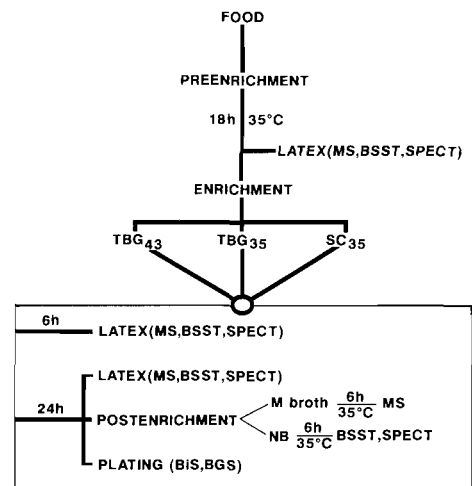 FOOD
PREENRICHMENT
18h 35°C
LATEX(MS,BSST,SPECT)
ENRICHMENT
TBG43 TBG35 SC35
6h LATEX(MS,BSST,SPECT)
LATEX(MS,BSST,SPECT)
M broth 6h/35°C MS
24h POSTENRICHMENT
NB 6h/35°C BSST,SPECT
PLATING (BiS,BGS)